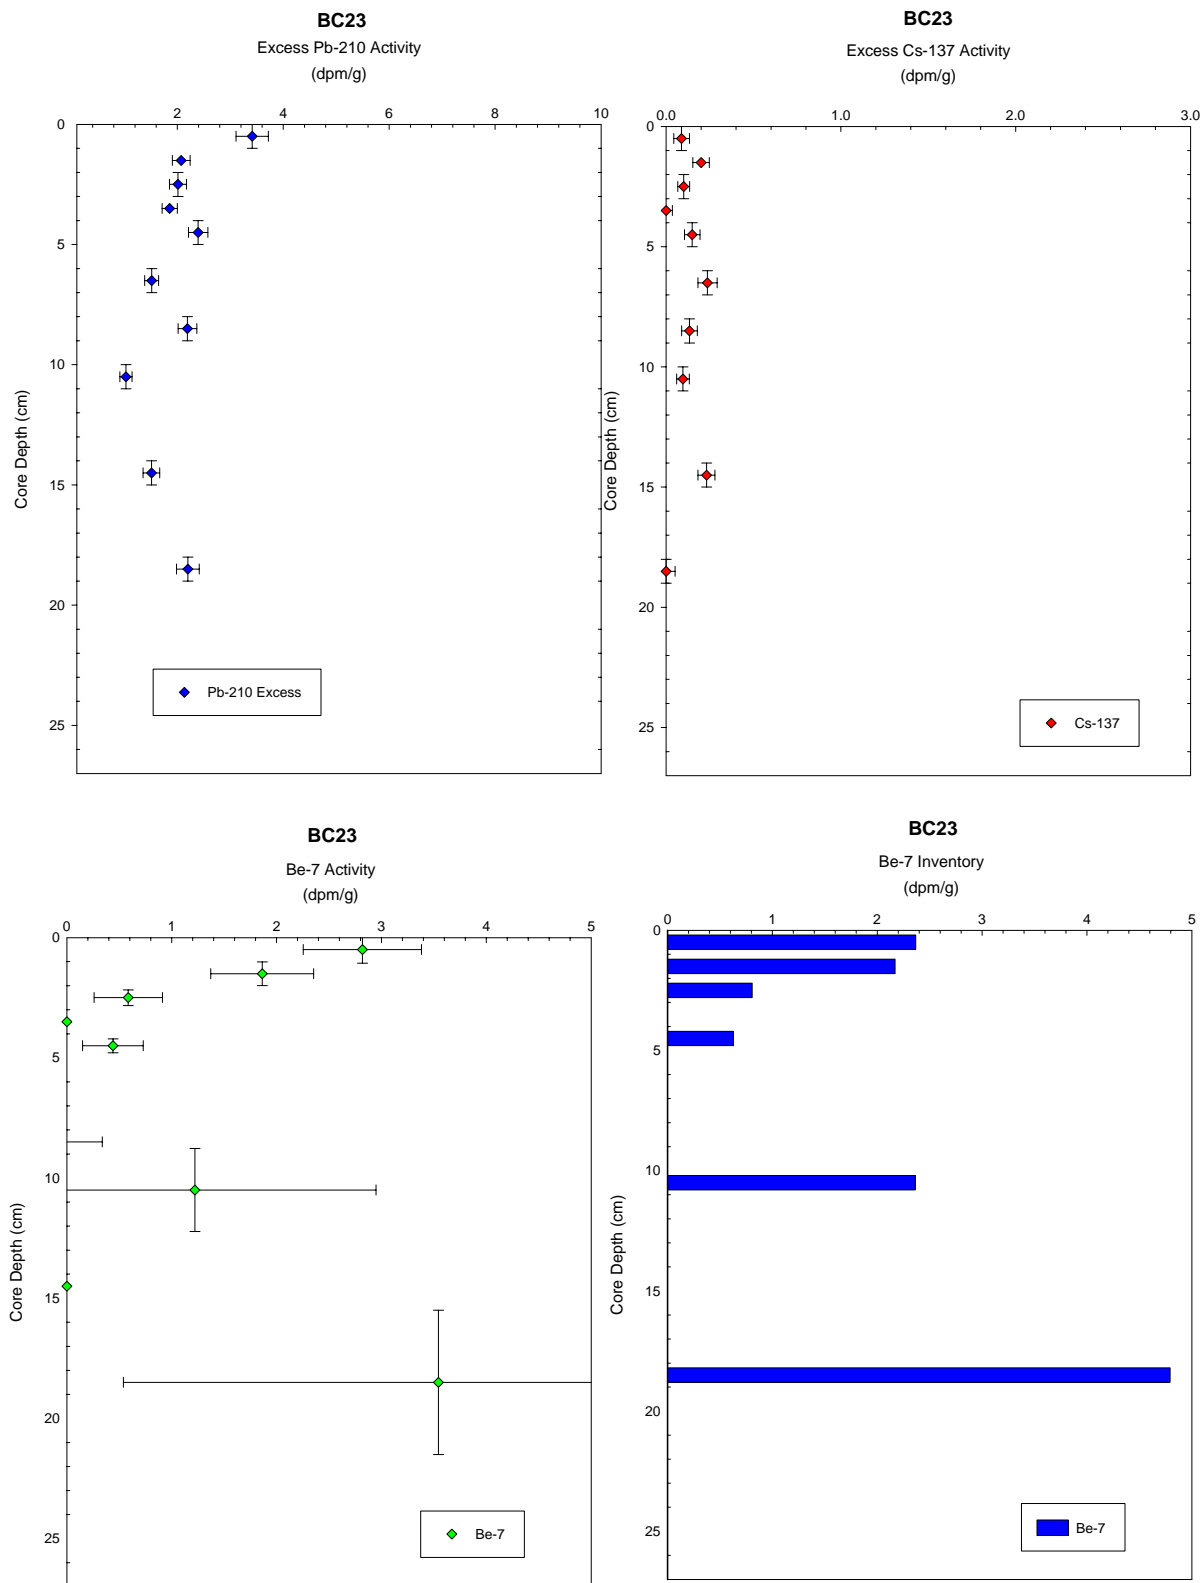 BC23
Excess Pb-210 Activity
(dpm/g)
2 4 6 8 10
0
5
10
15
20
25
Core Depth (cm)
Pb-210 Excess
BC23
Excess Cs-137 Activity
(dpm/g)
0.0 1.0 2.0 3.0
0
5
10
15
20
25
Core Depth (cm)
Cs-137
BC23
Be-7 Activity
(dpm/g)
0 1 2 3 4 5
0
5
10
15
20
25
Core Depth (cm)
Be-7
BC23
Be-7 Inventory
(dpm/g)
0 1 2 3 4 5
0
5
10
15
20
25
Core Depth (cm)
Be-7